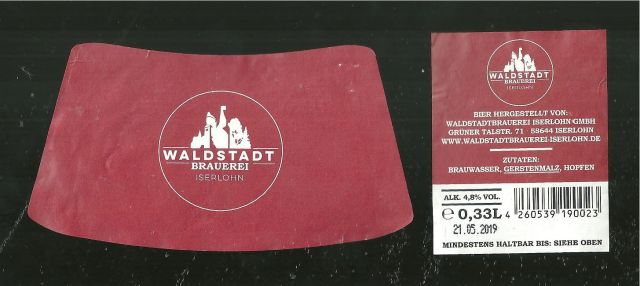 WALDSTADT
BRAUEREI
ISERLOHN
WALDSTADT
BRAUEREI
ISERLOHN
BIER HERGESTELLT VON:
WALDSTADTBRAUEREI ISERLOHN GMBH
GRÜNER TALSTR. 71 · 58644 ISERLOHN
WWW.WALDSTADTBRAUEREI-ISERLOHN.DE
ZUTATEN:
BRAUWASSER, GERSTENMALZ, HOPFEN
ALK. 4,8% VOL.
℮ 0,33L
4 260539 190023
21.05.2019
MINDESTENS HALTBAR BIS: SIEHE OBEN